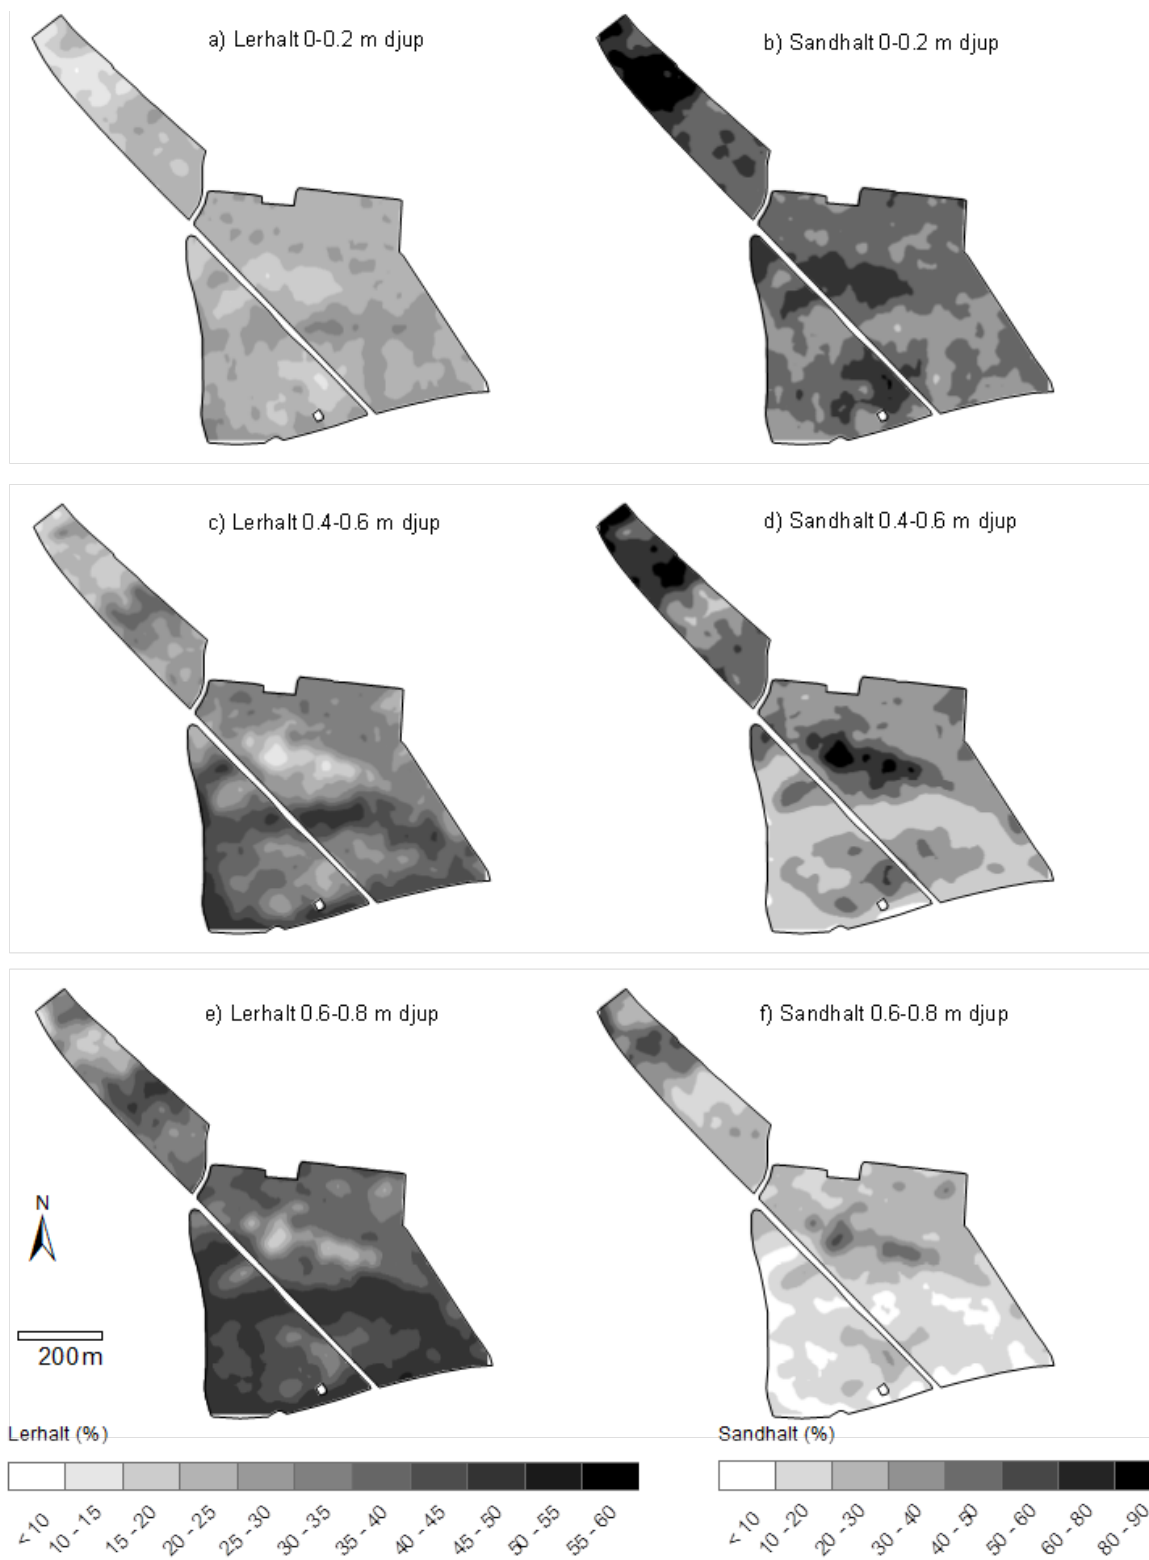 a) Lerhalt 0-0.2 m djup
b) Sandhalt 0-0.2 m djup
c) Lerhalt 0.4-0.6 m djup
d) Sandhalt 0.4-0.6 m djup
e) Lerhalt 0.6-0.8 m djup
f) Sandhalt 0.6-0.8 m djup
N
200 m
Lerhalt (%)
< 10
10 - 15
15 - 20
20 - 25
25 - 30
30 - 35
35 - 40
40 - 45
45 - 50
50 - 55
55 - 60
Sandhalt (%)
< 10
10 - 20
20 - 30
30 - 40
40 - 50
50 - 60
60 - 80
80 - 90